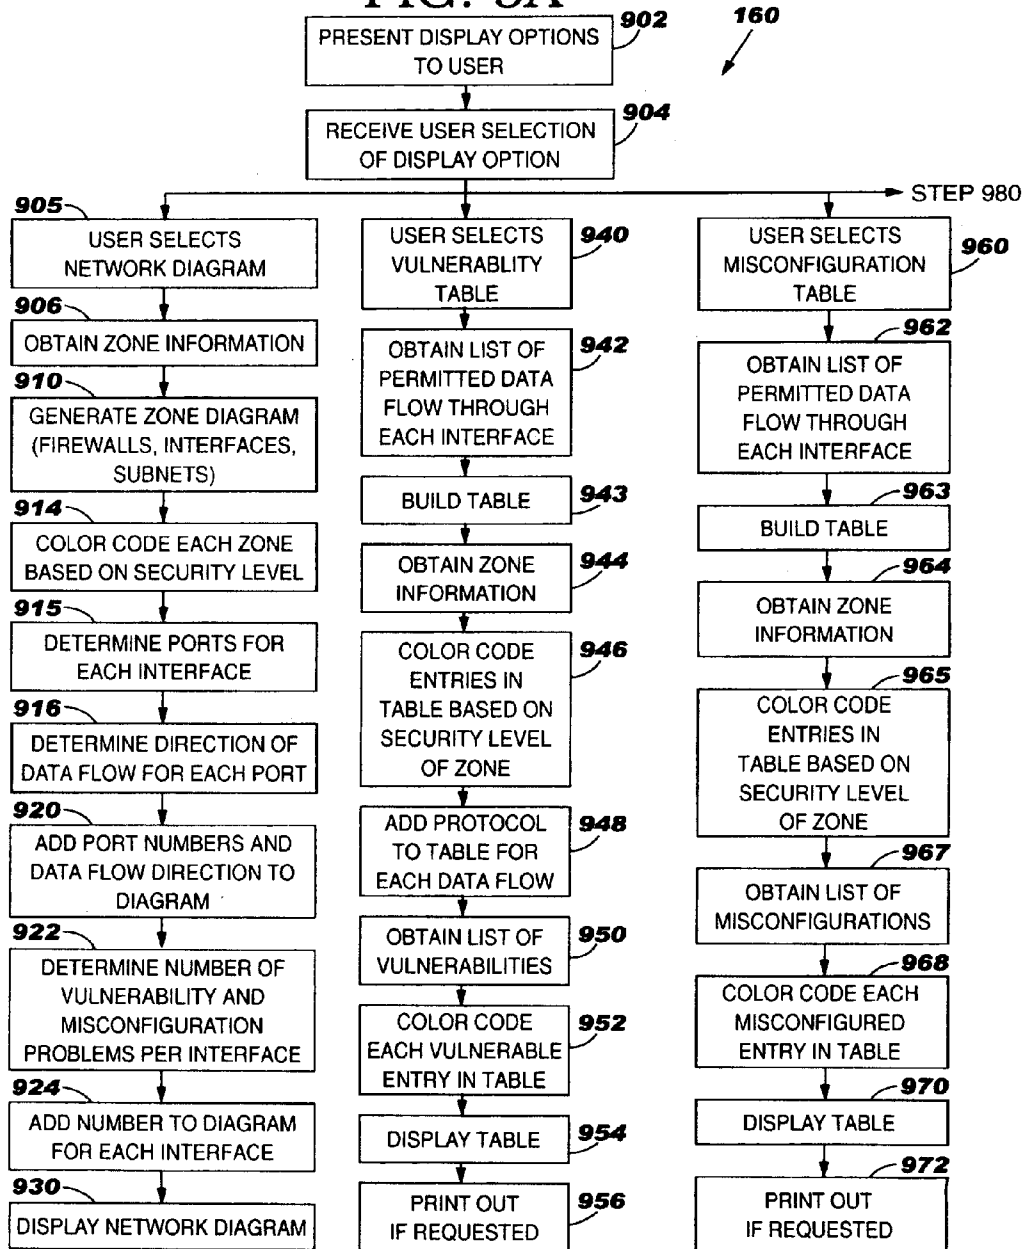 902
160
PRESENT DISPLAY OPTIONS
TO USER
904
RECEIVE USER SELECTION
OF DISPLAY OPTION
STEP 980
905
USER SELECTS
NETWORK DIAGRAM
906
OBTAIN ZONE INFORMATION
910
GENERATE ZONE DIAGRAM
(FIREWALLS, INTERFACES,
SUBNETS)
914
COLOR CODE EACH ZONE
BASED ON SECURITY LEVEL
915
DETERMINE PORTS FOR
EACH INTERFACE
916
DETERMINE DIRECTION OF
DATA FLOW FOR EACH PORT
920
ADD PORT NUMBERS AND
DATA FLOW DIRECTION TO
DIAGRAM
922
DETERMINE NUMBER OF
VULNERABILITY AND
MISCONFIGURATION
PROBLEMS PER INTERFACE
924
ADD NUMBER TO DIAGRAM
FOR EACH INTERFACE
930
DISPLAY NETWORK DIAGRAM
USER SELECTS
VULNERABLITY
TABLE
940
OBTAIN LIST OF
PERMITTED DATA
FLOW THROUGH
EACH INTERFACE
942
BUILD TABLE
943
OBTAIN ZONE
INFORMATION
944
COLOR CODE
ENTRIES IN
TABLE BASED ON
SECURITY LEVEL
OF ZONE
946
ADD PROTOCOL
TO TABLE FOR
EACH DATA FLOW
948
OBTAIN LIST OF
VULNERABILITIES
950
COLOR CODE
EACH VULNERABLE
ENTRY IN TABLE
952
DISPLAY TABLE
954
PRINT OUT
IF REQUESTED
956
USER SELECTS
MISCONFIGURATION
TABLE
960
962
OBTAIN LIST OF
PERMITTED DATA
FLOW THROUGH
EACH INTERFACE
963
BUILD TABLE
964
OBTAIN ZONE
INFORMATION
965
COLOR CODE
ENTRIES IN
TABLE BASED ON
SECURITY LEVEL
OF ZONE
967
OBTAIN LIST OF
MISCONFIGURATIONS
968
COLOR CODE EACH
MISCONFIGURED
ENTRY IN TABLE
970
DISPLAY TABLE
972
PRINT OUT
IF REQUESTED